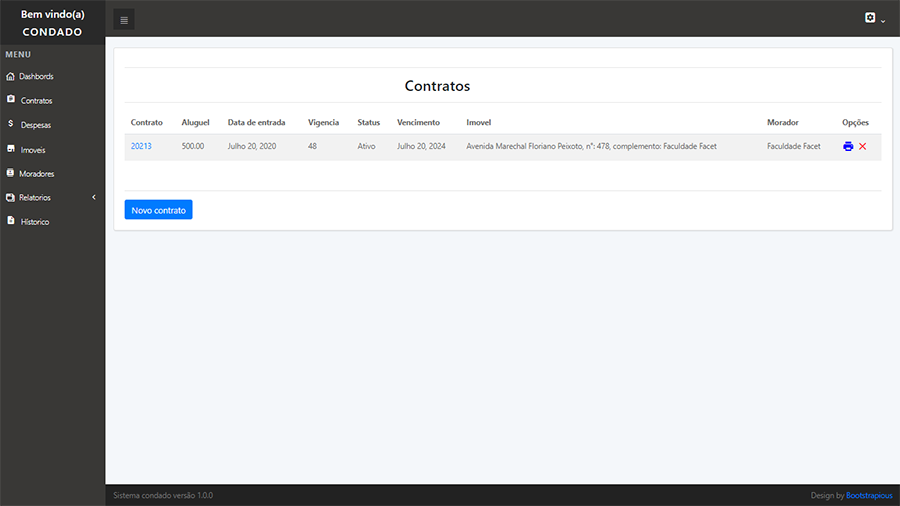 Bem vindo(a)
CONDADO
MENU
Dashbords
Contratos
Despesas
Imoveis
Moradores
Relatorios
Hístorico
Contratos
Contrato Aluguel Data de entrada Vigencia Status Vencimento Imovel Morador Opções
20213 500.00 Julho 20, 2020 48 Ativo Julho 20, 2024 Avenida Marechal Floriano Peixoto, n°: 478, complemento: Faculdade Facet Faculdade Facet
Novo contrato
Sistema condado versão 1.0.0 Design by Bootstrapious